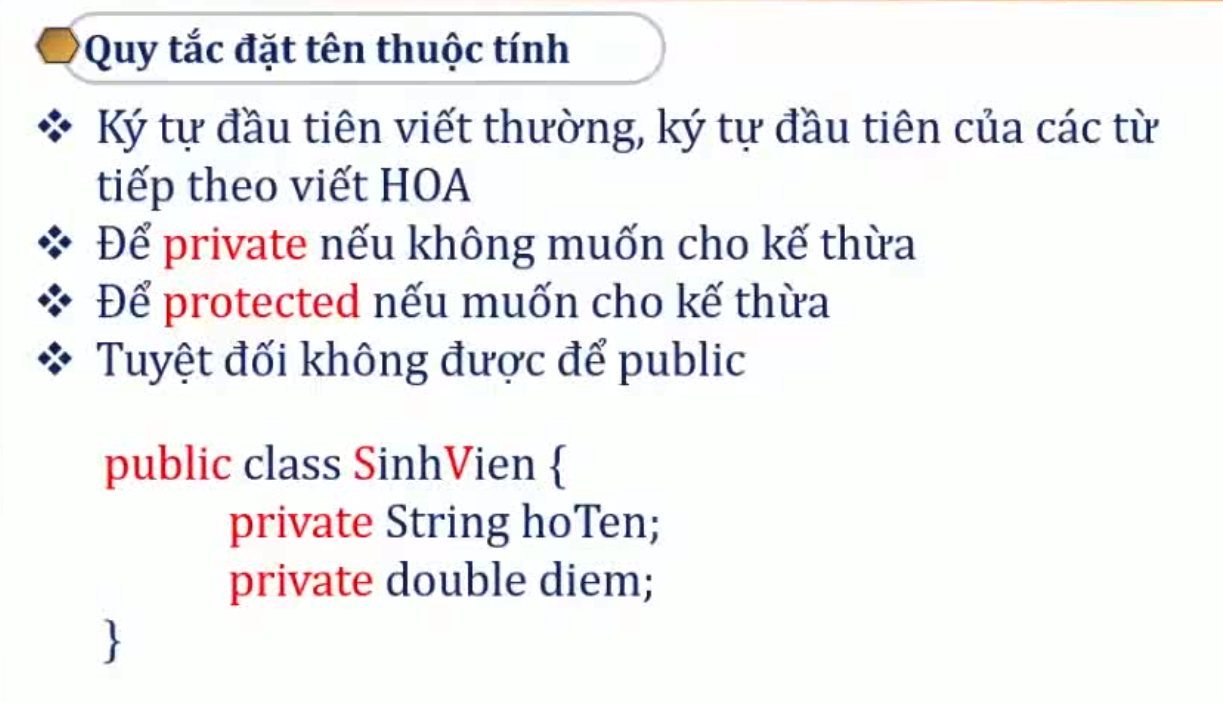 Quy tắc đặt tên thuộc tính
Ký tự đầu tiên viết thường, ký tự đầu tiên của các từ
tiếp theo viết HOA
Để private nếu không muốn cho kế thừa
Để protected nếu muốn cho kế thừa
Tuyệt đối không được để public
public class SinhVien {
private String hoTen;
private double diem;
}